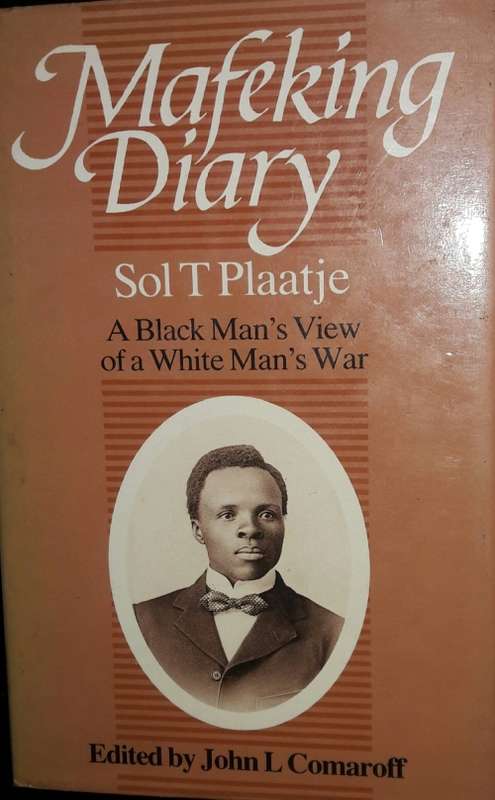 Mafeking
Diary
Sol T Plaatje
A Black Man's View
of a White Man's War
Edited by John L Comaroff